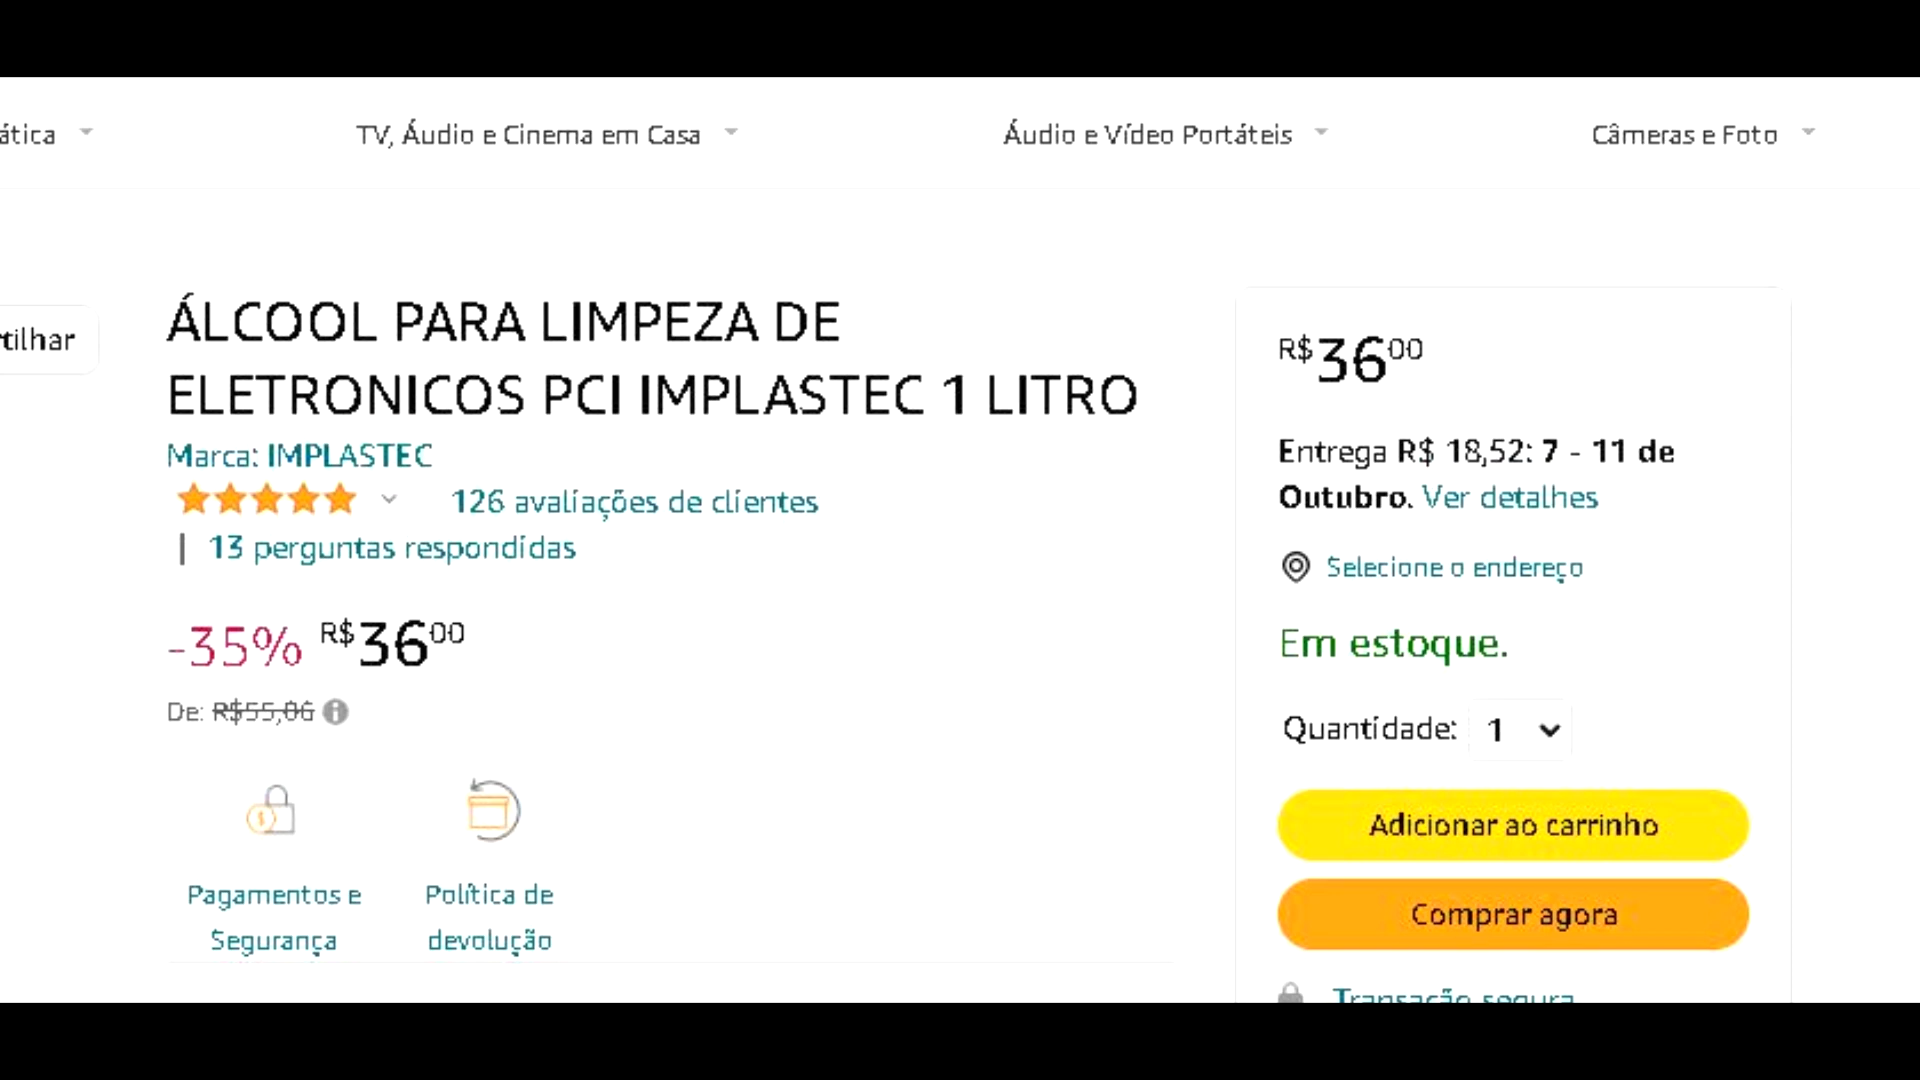 ática
TV, Áudio e Cinema em Casa
Áudio e Vídeo Portáteis
Câmeras e Foto
tilhar
ÁLCOOL PARA LIMPEZA DE
ELETRONICOS PCI IMPLASTEC 1 LITRO
Marca: IMPLASTEC
126 avaliações de clientes
| 13 perguntas respondidas
-35% R$3600
De: R$55,06
Pagamentos e
Segurança
Política de
devolução
R$3600
Entrega R$ 18,52: 7 - 11 de
Outubro. Ver detalhes
Selecione o endereço
Em estoque.
Quantidade: 1
Adicionar ao carrinho
Comprar agora
Transação segura